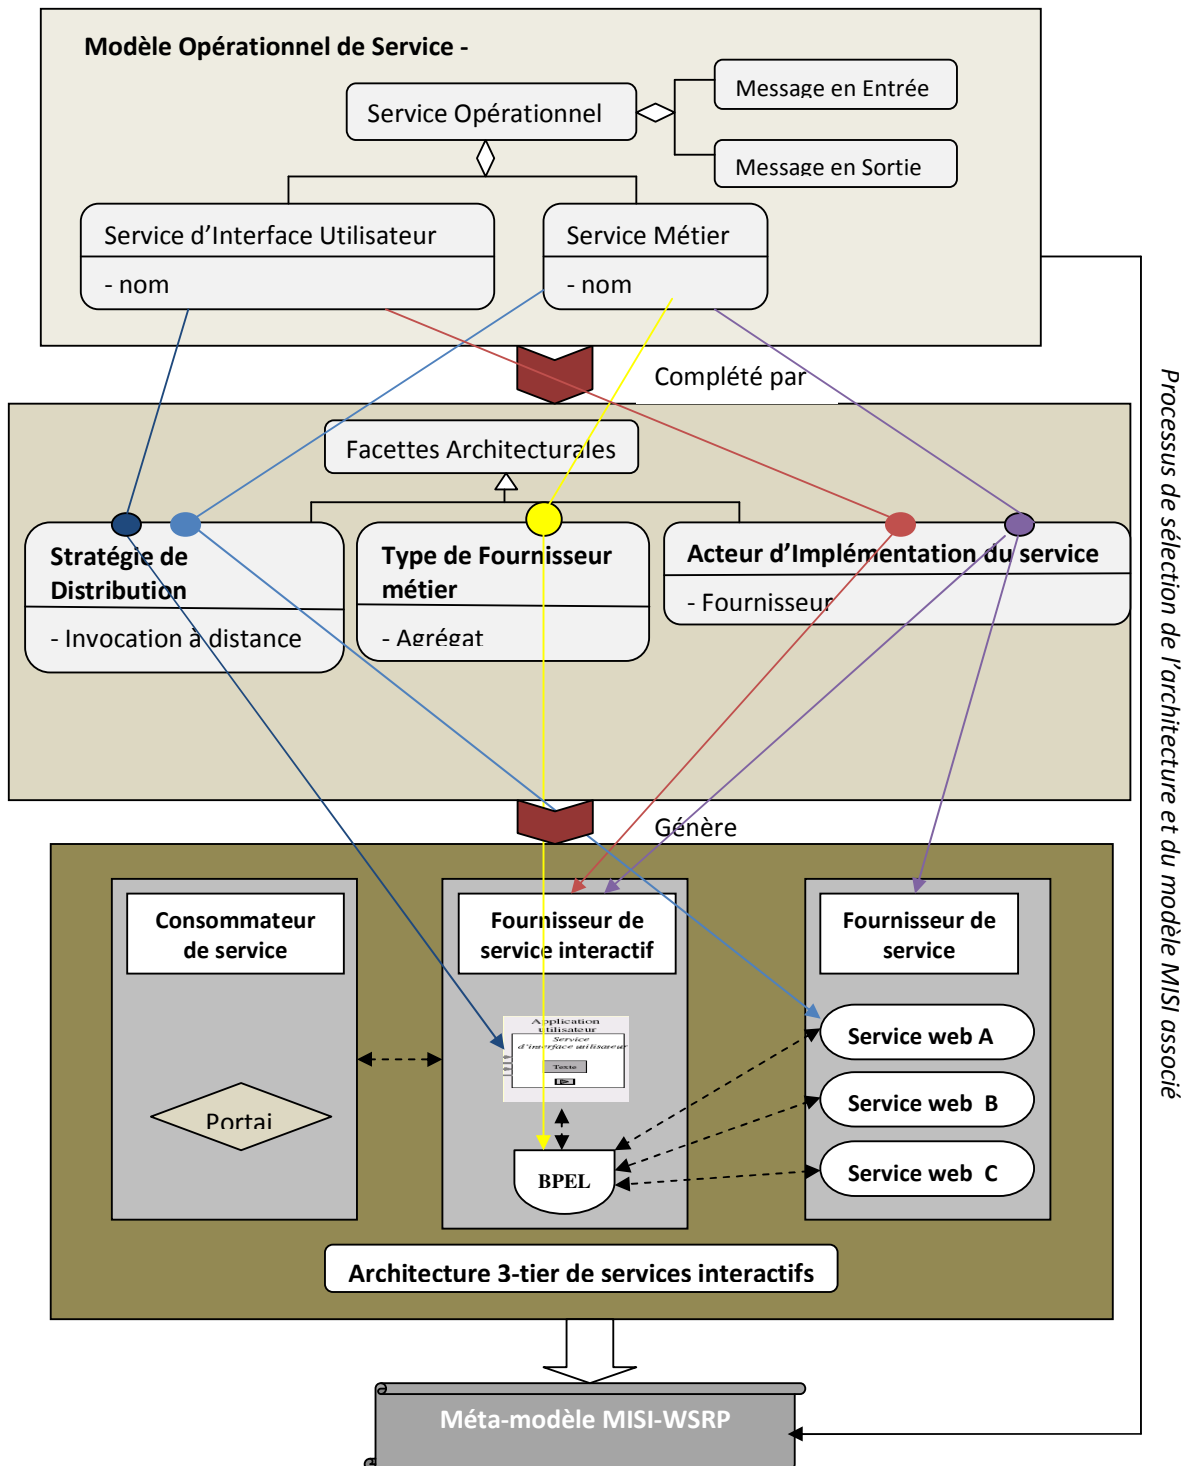 Modèle Opérationnel de Service -
Service Opérationnel
Message en Entrée
Message en Sortie
Service d’Interface Utilisateur
- nom
Service Métier
- nom
Complété par
Facettes Architecturales
Stratégie de
Distribution
- Invocation à distance
Type de Fournisseur
métier
- Agrégat
Acteur d’Implémentation du service
- Fournisseur
Génère
Consommateur
de service
Portai
Fournisseur de
service interactif
Application
utilisateur
Service
d’interface utilisateur
Texte
BPEL
Fournisseur de
service
Service web A
Service web B
Service web C
Architecture 3-tier de services interactifs
Méta-modèle MISI-WSRP
Processus de sélection de l’architecture et du modèle MISI associé